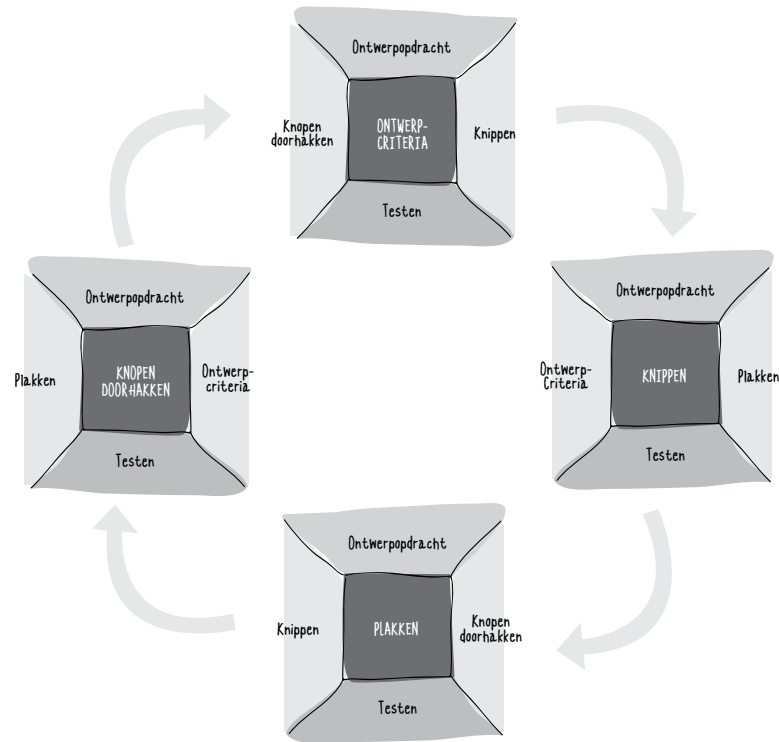 Ontwerpopdracht
Knopen
doorhakken
ONTWERP-
CRITERIA
Knippen
Testen
Ontwerpopdracht
Plakken
KNOPEN
DOORHAKKEN
Ontwerp-
criteria
Testen
Ontwerpopdracht
Ontwerp-
Criteria
KNIPPEN
Plakken
Testen
Ontwerpopdracht
Knippen
PLAKKEN
Knopen
doorhakken
Testen